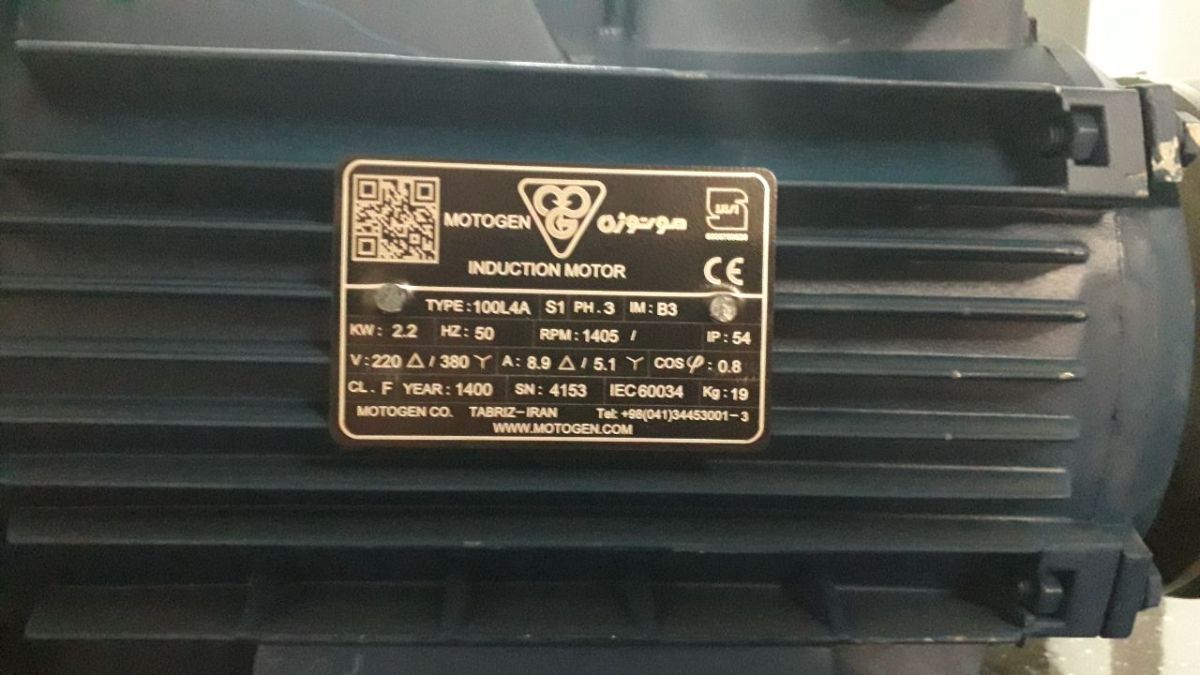 MOTOGEN موتوژن
INDUCTION MOTOR
CE
TYPE: 100L4A S1 PH. 3 IM: B3
KW: 2.2 HZ: 50 RPM: 1405 / IP: 54
V: 220 △ / 380 Y A: 8.9 △ / 5.1 Y COSφ: 0.8
CL. F YEAR: 1400 SN: 4153 IEC60034 Kg: 19
MOTOGEN CO. TABRIZ-IRAN Tel: +98(041)34453001-3
WWW.MOTOGEN.COM